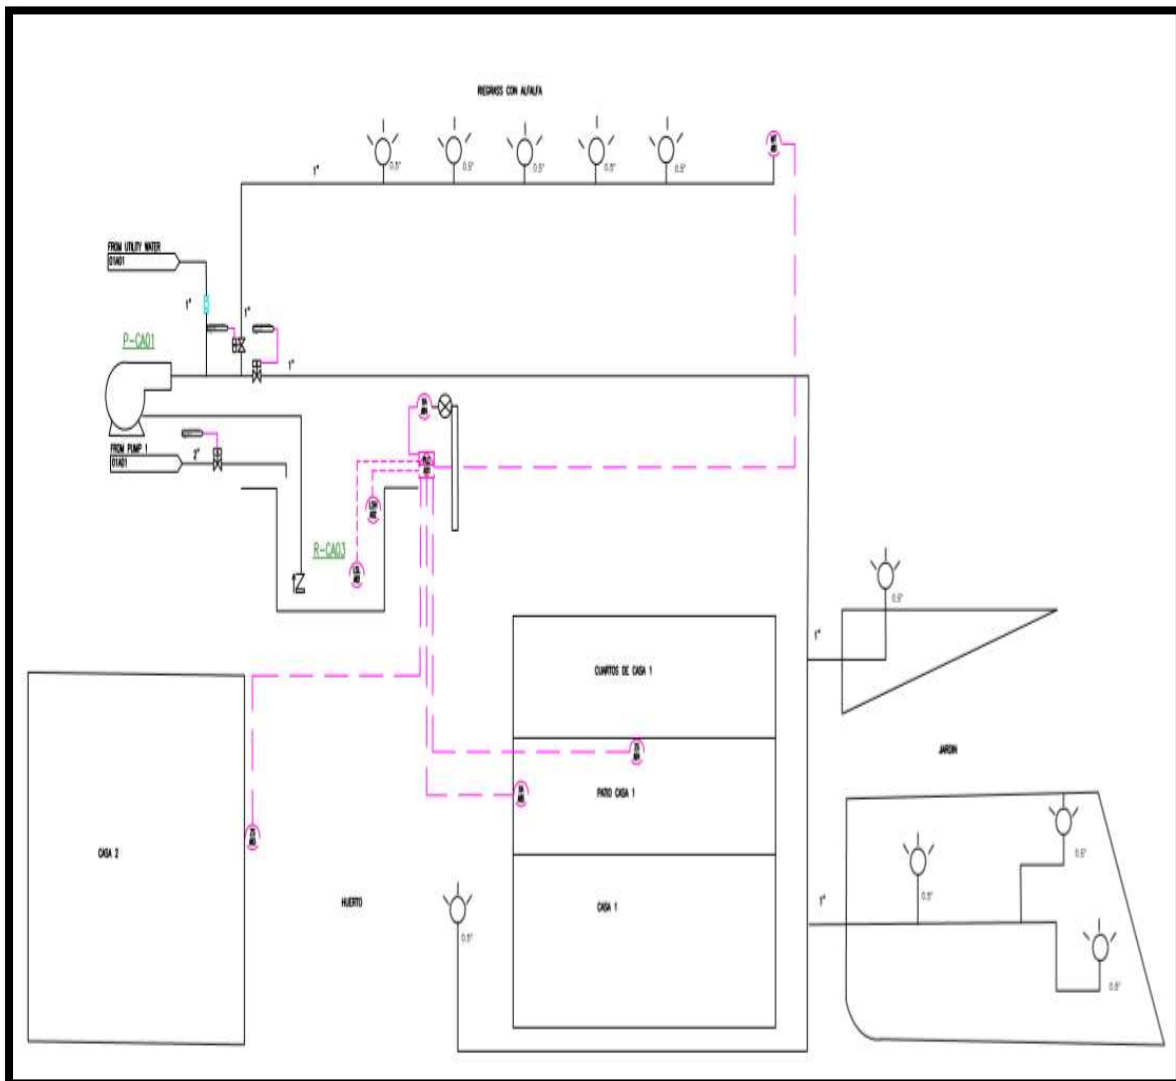 RIEGRASS CON ALFALFA
0.5"
0.5"
0.5"
0.5"
0.5"
1"
FROM UTILITY WATER
01A01
1"
1"
P-CA01
1"
FROM PUMP 1
01A01
2"
R-CA03
0.5"
1"
CUARTOS DE CASA 1
JARDIN
PATIO CASA 1
CASA 2
HUERTO
CASA 1
0.5"
1"
0.5"
0.5"
0.5"